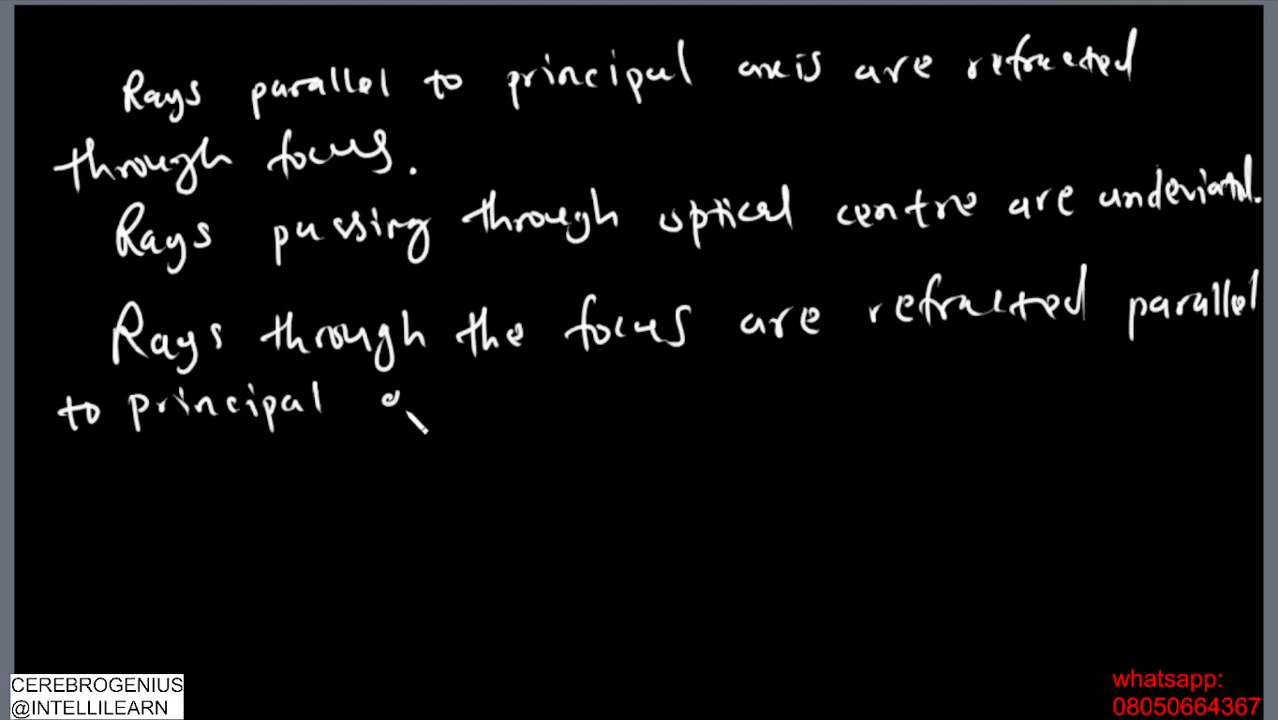 Rays parallel to principal axis are refracted
through focus.
Rays passing through optical centre are undeviated.
Rays through the focus are refracted parallel
to principal a
CEREBROGENIUS
@INTELLILEARN
whatsapp:
08050664367